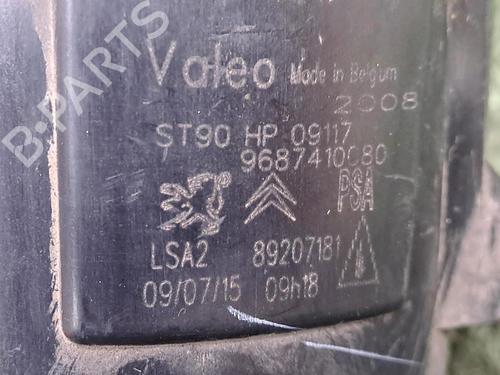 B-PARTS
Valeo Made in Belgium
2008
ST90 HP 09117
9687410080
PSA
LSA2 89207181
09/07/15 09h18